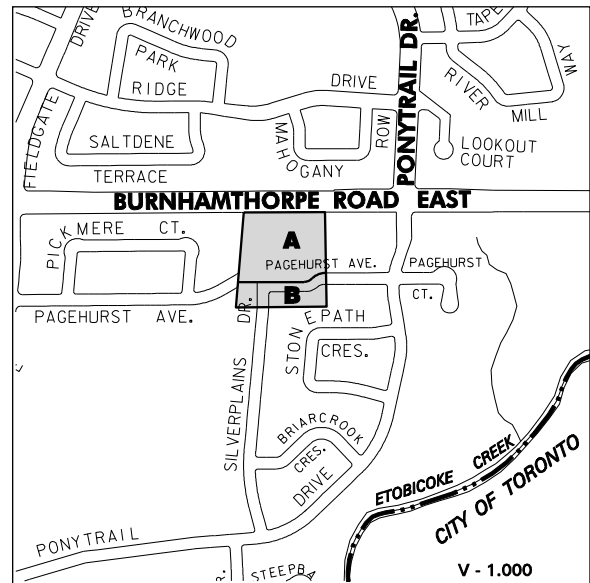 BRANCHWOOD
TAPE
DRIVE
PARK
WAY
RIDGE
DRIVE
PONYTRAIL DR.
RIVER
MILL
FIELDGATE
SALTDENE
MAHOGANY
ROW
LOOKOUT
COURT
TERRACE
BURNHAMTHORPE ROAD EAST
PICKMERE CT.
A
PAGEHURST AVE.
PAGEHURST
CT.
B
PAGEHURST AVE.
SILVERPLAINS DR.
STONEPATH
CRES.
BRIARCROOK
CRES.
DRIVE
ETOBICOKE CREEK
CITY OF TORONTO
PONYTRAIL
R.
STEEPBA
V - 1.000